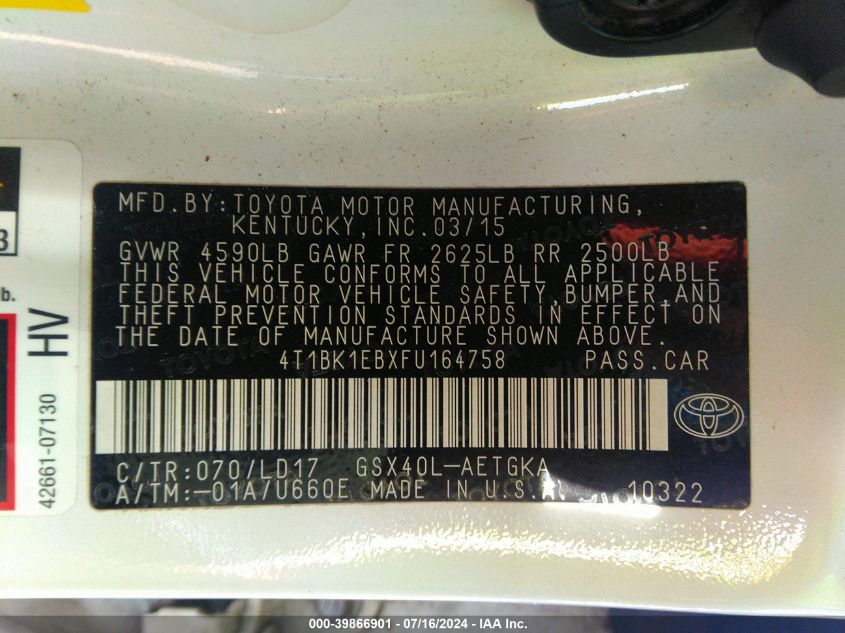 MFD.BY:TOYOTA MOTOR MANUFACTURING,
KENTUCKY,INC.03/15
GVWR 4590LB GAWR FR 2625LB RR 2500LB
THIS VEHICLE CONFORMS TO ALL APPLICABLE
FEDERAL MOTOR VEHICLE SAFETY,BUMPER,AND
THEFT PREVENTION STANDARDS IN EFFECT ON
THE DATE OF MANUFACTURE SHOWN ABOVE.
4T1BK1EBXFU164758 PASS.CAR
C/TR:070/LD17 GSX40L-AETGKA
A/TM:-01A7U660E MADE IN U.S.A. 10322
3
lb.
HV
42661-07130
000-39866901 - 07/16/2024 - IAA Inc.